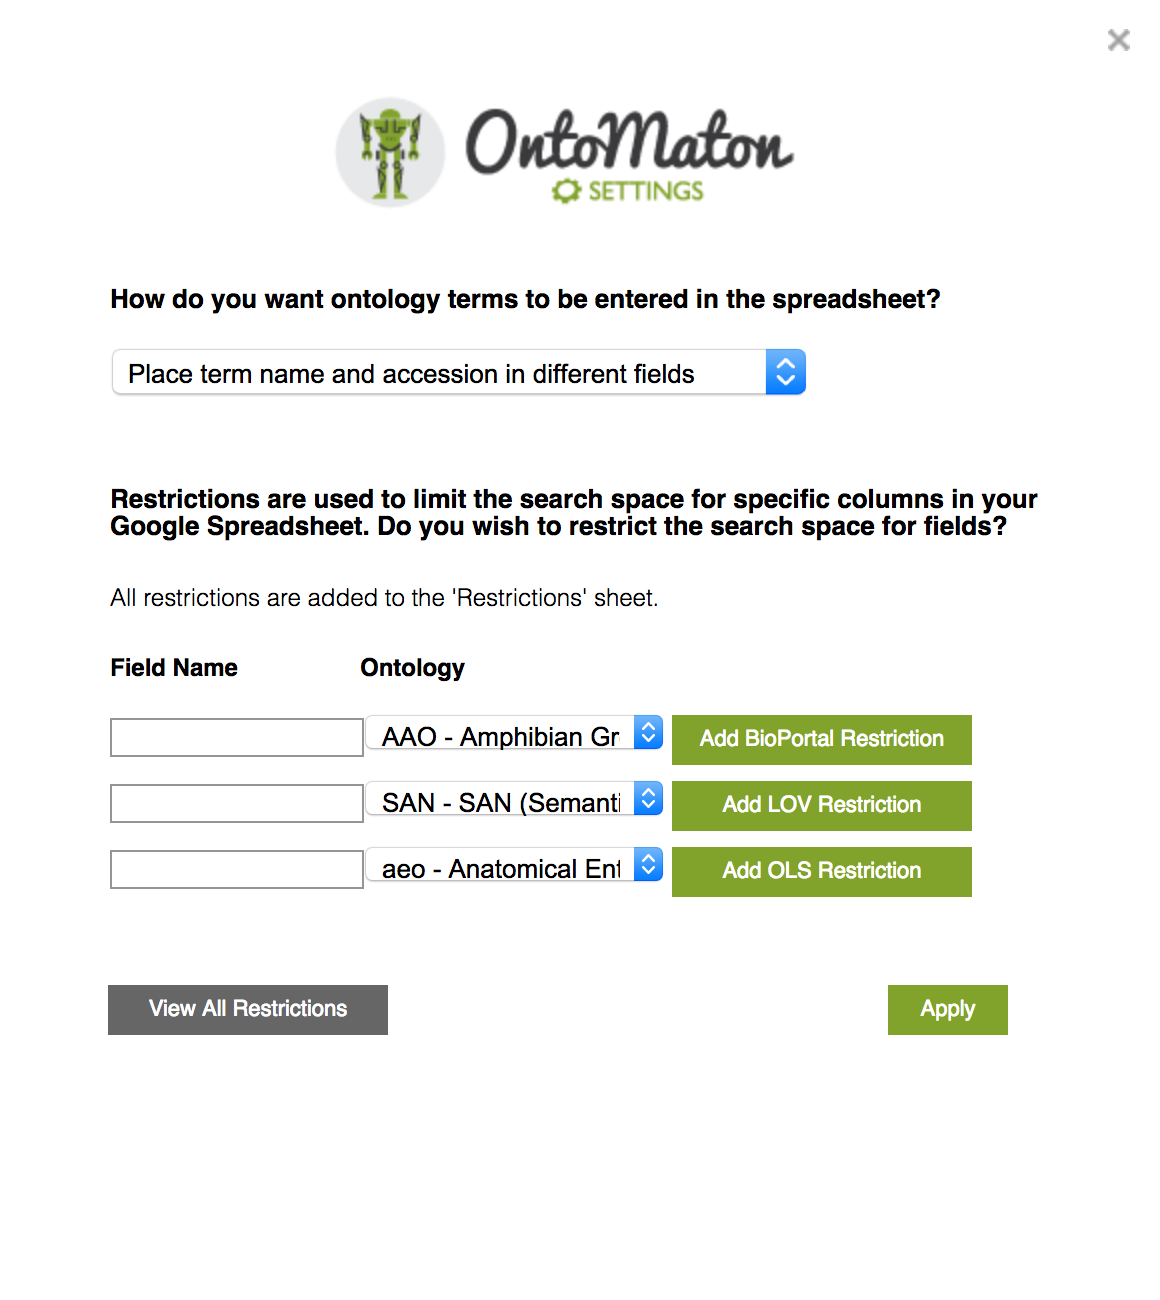 OntoMaton
SETTINGS
How do you want ontology terms to be entered in the spreadsheet?
Place term name and accession in different fields
Restrictions are used to limit the search space for specific columns in your
Google Spreadsheet. Do you wish to restrict the search space for fields?
All restrictions are added to the 'Restrictions' sheet.
Field Name Ontology
AAO - Amphibian Gr Add BioPortal Restriction
SAN - SAN (Semanti Add LOV Restriction
aeo - Anatomical Ent Add OLS Restriction
View All Restrictions Apply